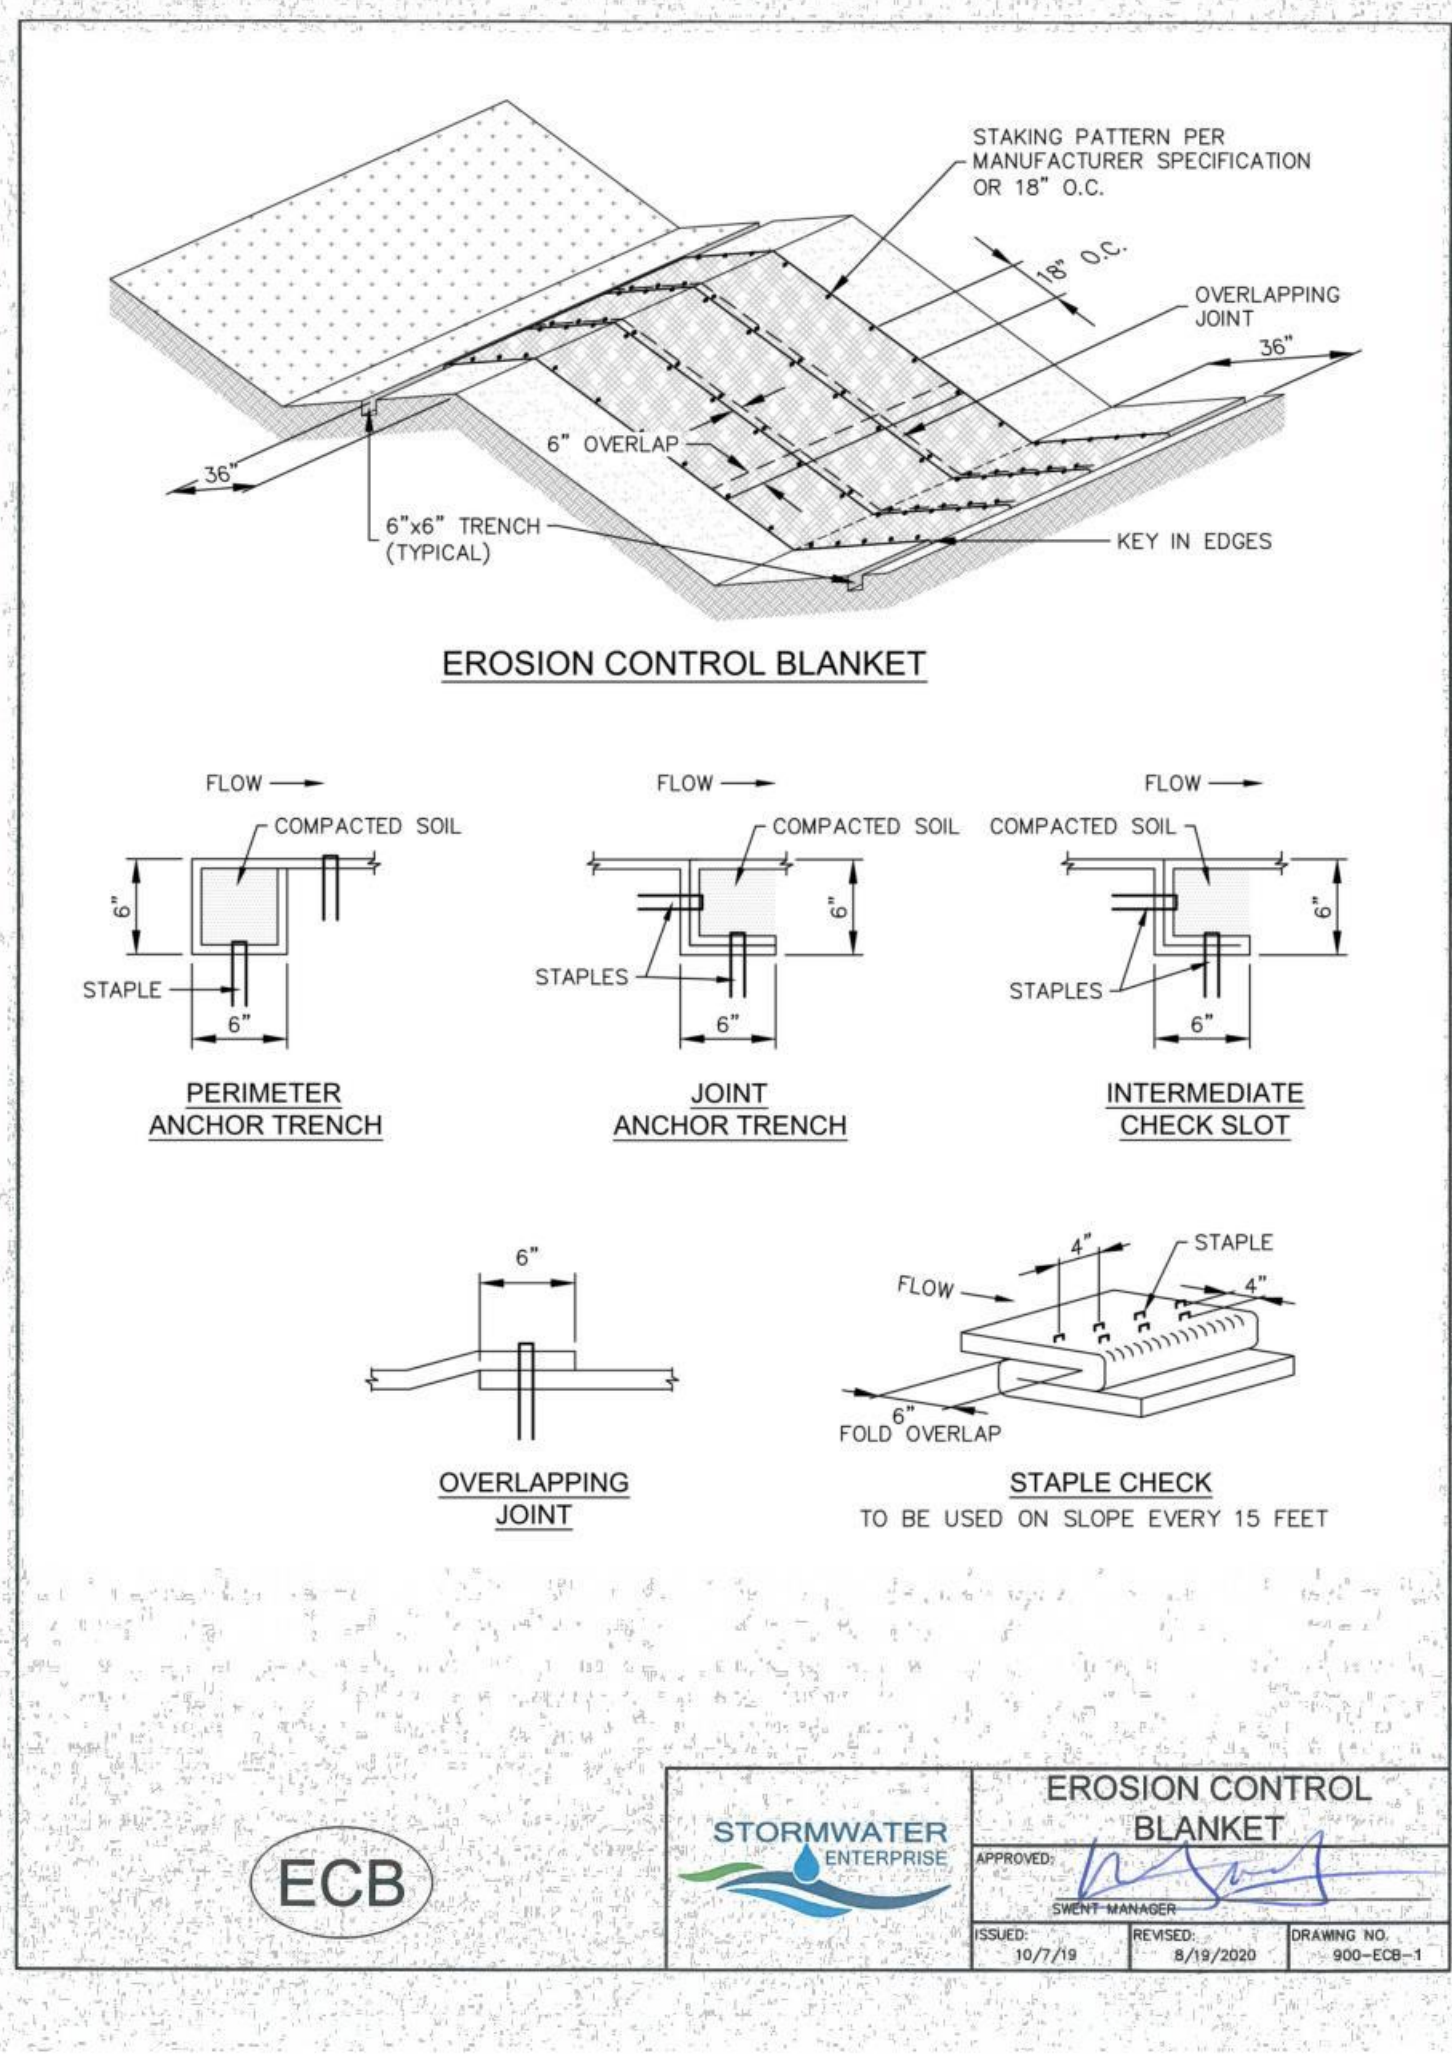 STAKING PATTERN PER
MANUFACTURER SPECIFICATION
OR 18" O.C.
18" O.C.
OVERLAPPING
JOINT
36"
6" OVERLAP
36"
6"x6" TRENCH
(TYPICAL)
KEY IN EDGES
EROSION CONTROL BLANKET
FLOW
COMPACTED SOIL
6"
STAPLE
6"
PERIMETER
ANCHOR TRENCH
FLOW
COMPACTED SOIL
6"
STAPLES
6"
JOINT
ANCHOR TRENCH
FLOW
COMPACTED SOIL
6"
STAPLES
6"
INTERMEDIATE
CHECK SLOT
6"
OVERLAPPING
JOINT
4"
STAPLE
FLOW
4"
6"
FOLD OVERLAP
STAPLE CHECK
TO BE USED ON SLOPE EVERY 15 FEET
ECB
STORMWATER
ENTERPRISE
EROSION CONTROL
BLANKET
APPROVED:
SWENT MANAGER
ISSUED:
10/7/19
REVISED:
8/19/2020
DRAWING NO.
900-ECB-1